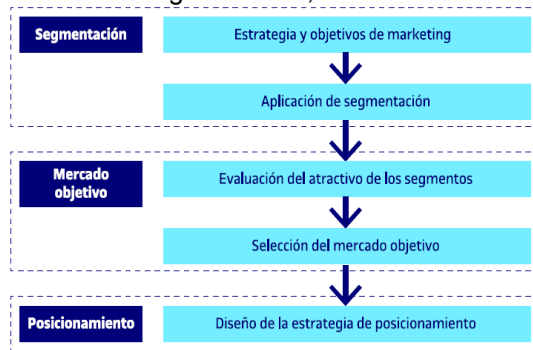 Segmentación
Estrategia y objetivos de marketing
Aplicación de segmentación
Mercado
objetivo
Evaluación del atractivo de los segmentos
Selección del mercado objetivo
Posicionamiento
Diseño de la estrategia de posicionamiento